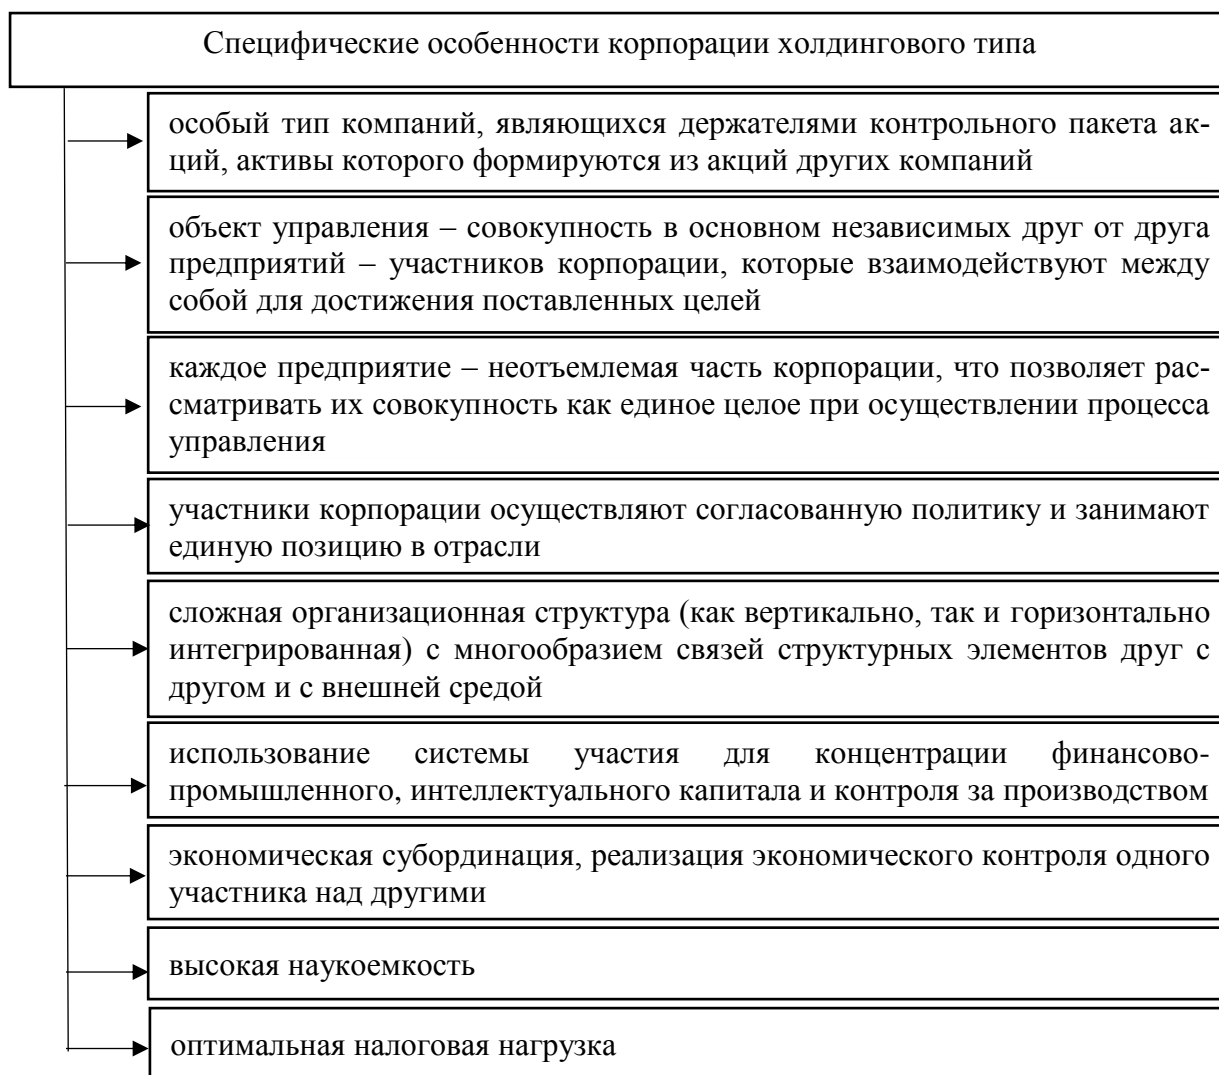 Специфические особенности корпорации холдингового типа
особый тип компаний, являющихся держателями контрольного пакета ак-
ций, активы которого формируются из акций других компаний
объект управления – совокупность в основном независимых друг от друга
предприятий – участников корпорации, которые взаимодействуют между
собой для достижения поставленных целей
каждое предприятие – неотъемлемая часть корпорации, что позволяет рас-
сматривать их совокупность как единое целое при осуществлении процесса
управления
участники корпорации осуществляют согласованную политику и занимают
единую позицию в отрасли
сложная организационная структура (как вертикально, так и горизонтально
интегрированная) с многообразием связей структурных элементов друг с
другом и с внешней средой
использование системы участия для концентрации финансово-
промышленного, интеллектуального капитала и контроля за производством
экономическая субординация, реализация экономического контроля одного
участника над другими
высокая наукоемкость
оптимальная налоговая нагрузка